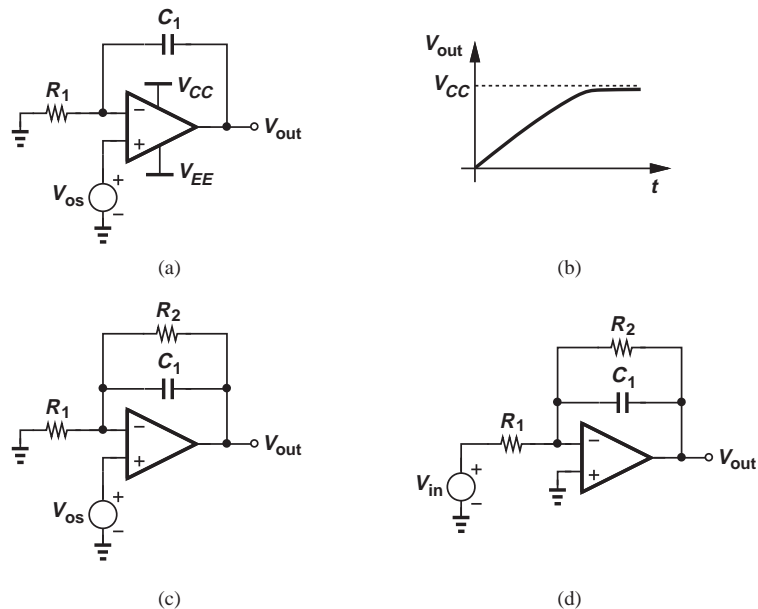 C1
R1
VCC
−
+
Vout
VEE
Vos
+
−
(a)
Vout
VCC
t
(b)
R2
C1
R1
−
+
Vout
Vos
+
−
(c)
R2
C1
R1
−
+
Vout
Vin
+
−
(d)